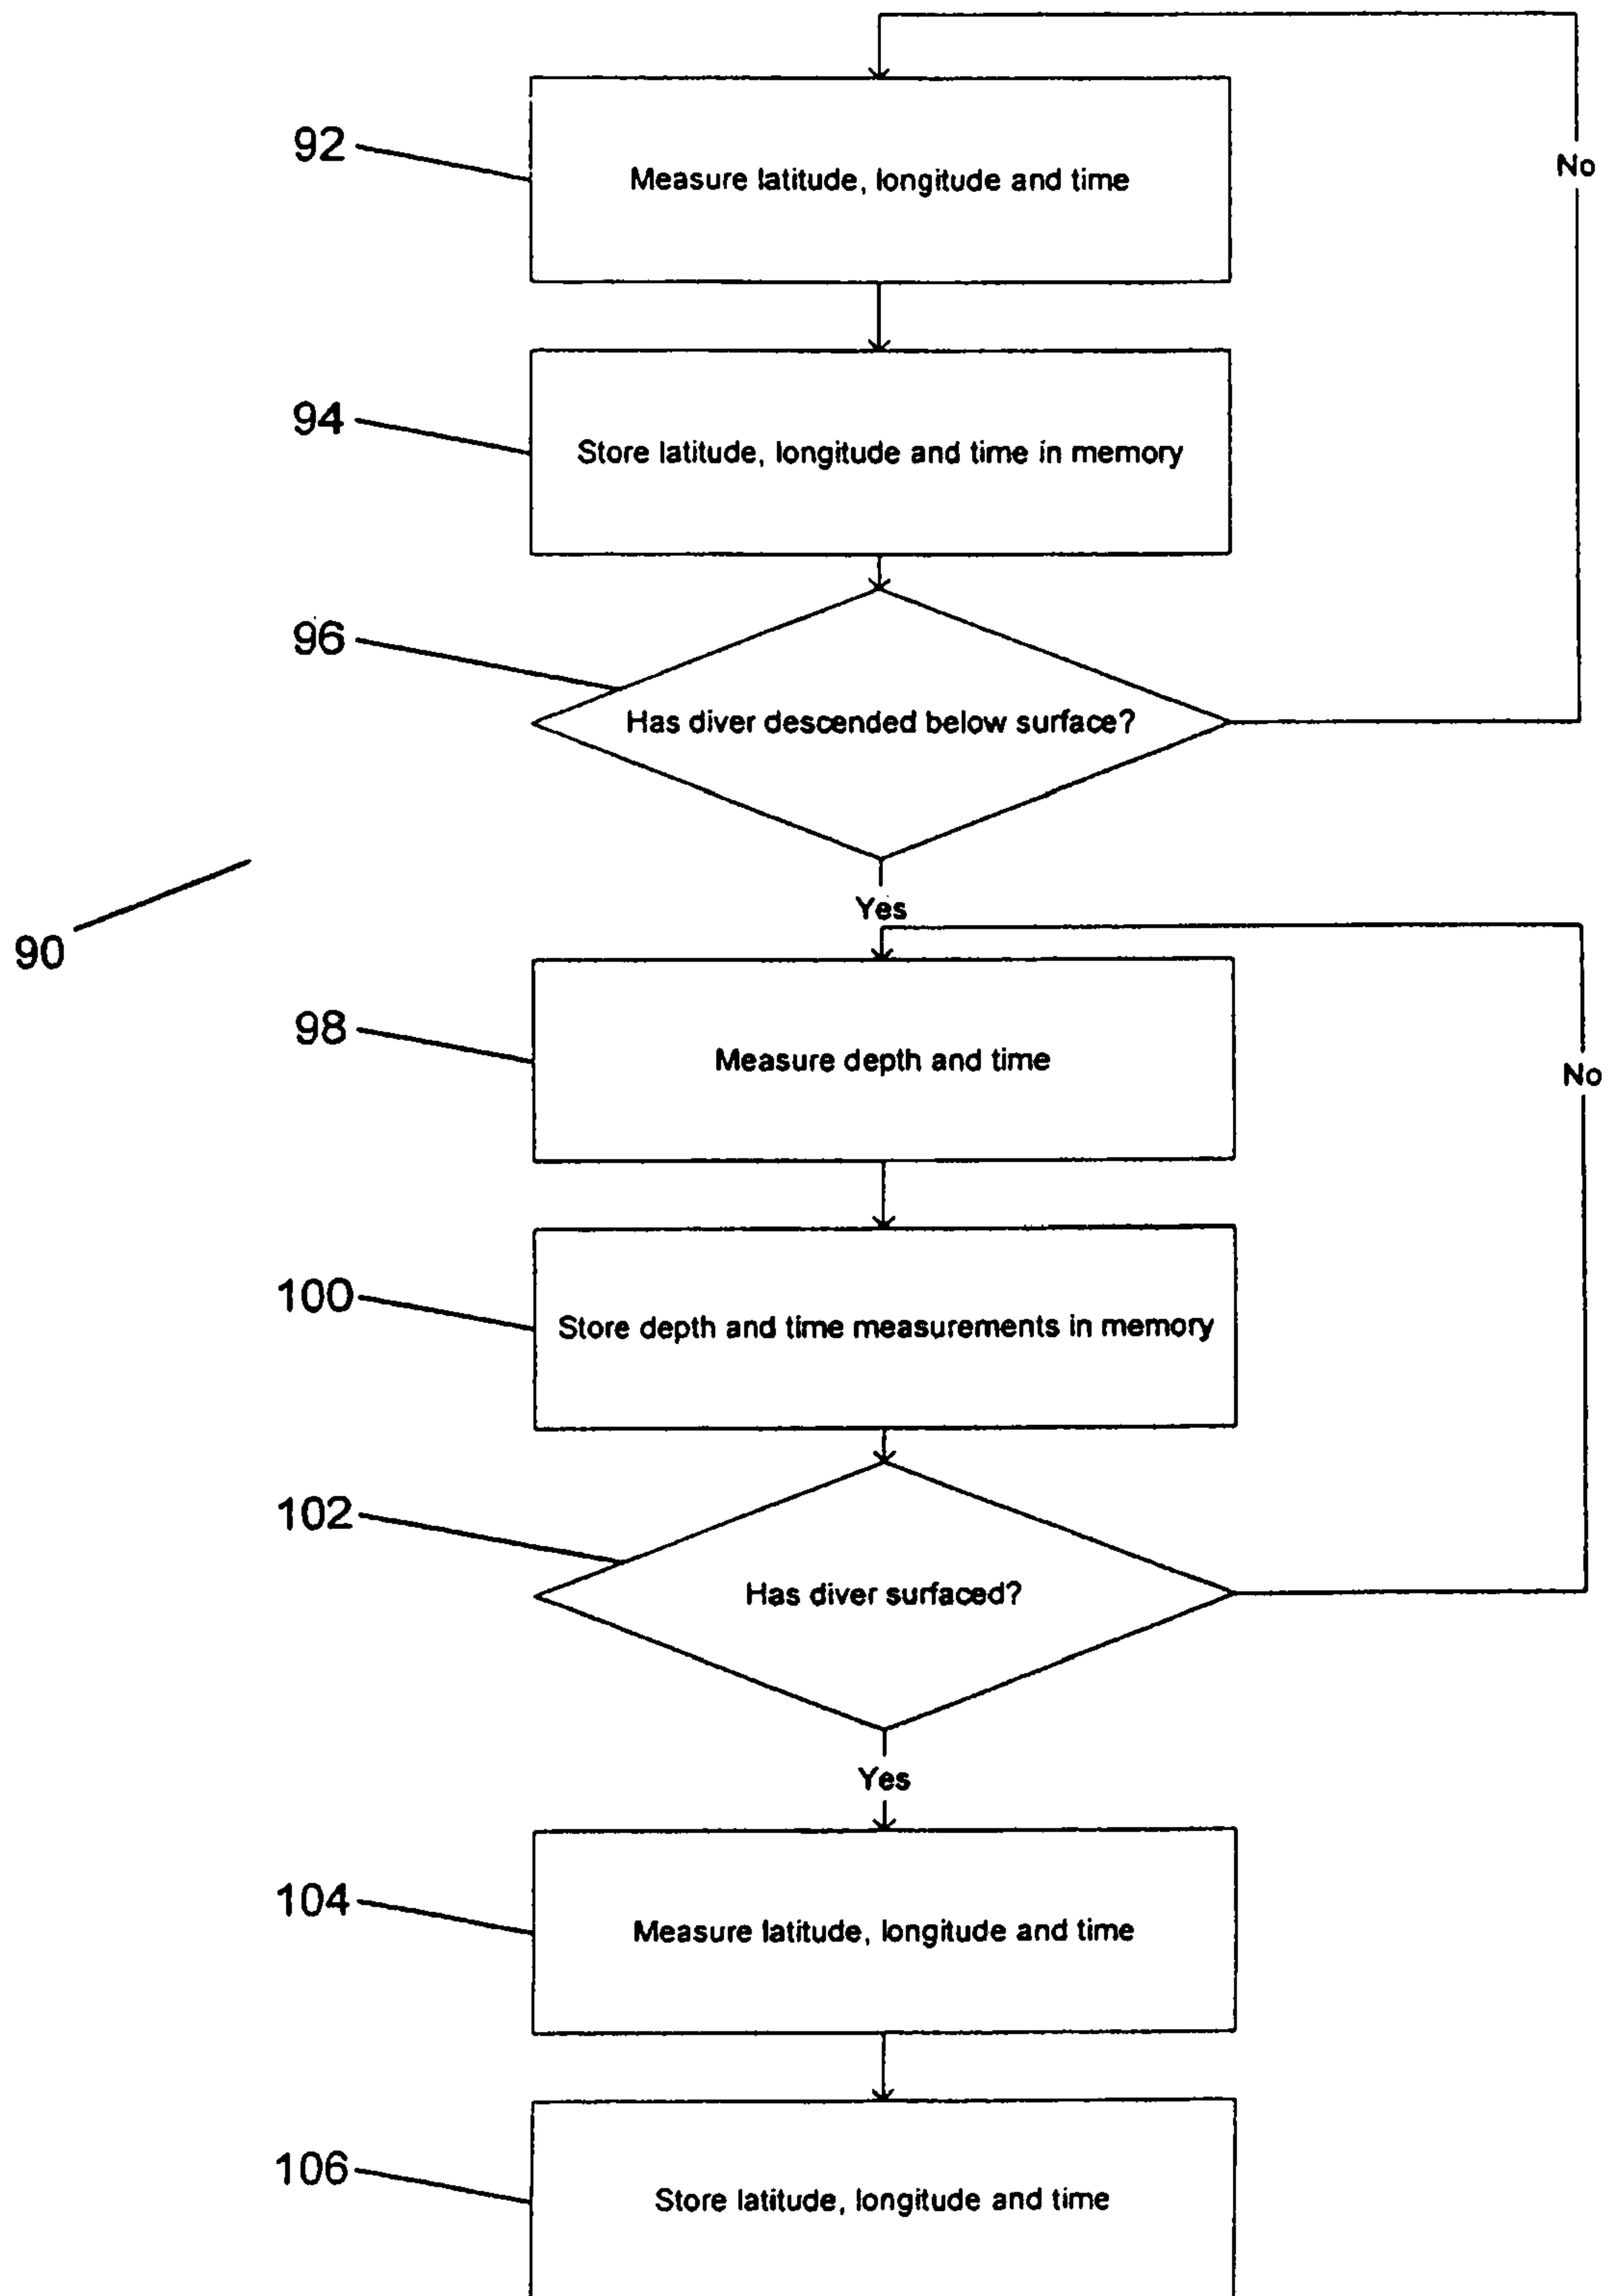 92
Measure latitude, longitude and time
No
94
Store latitude, longitude and time in memory
96
Has diver descended below surface?
Yes
90
98
Measure depth and time
No
100
Store depth and time measurements in memory
102
Has diver surfaced?
Yes
104
Measure latitude, longitude and time
106
Store latitude, longitude and time